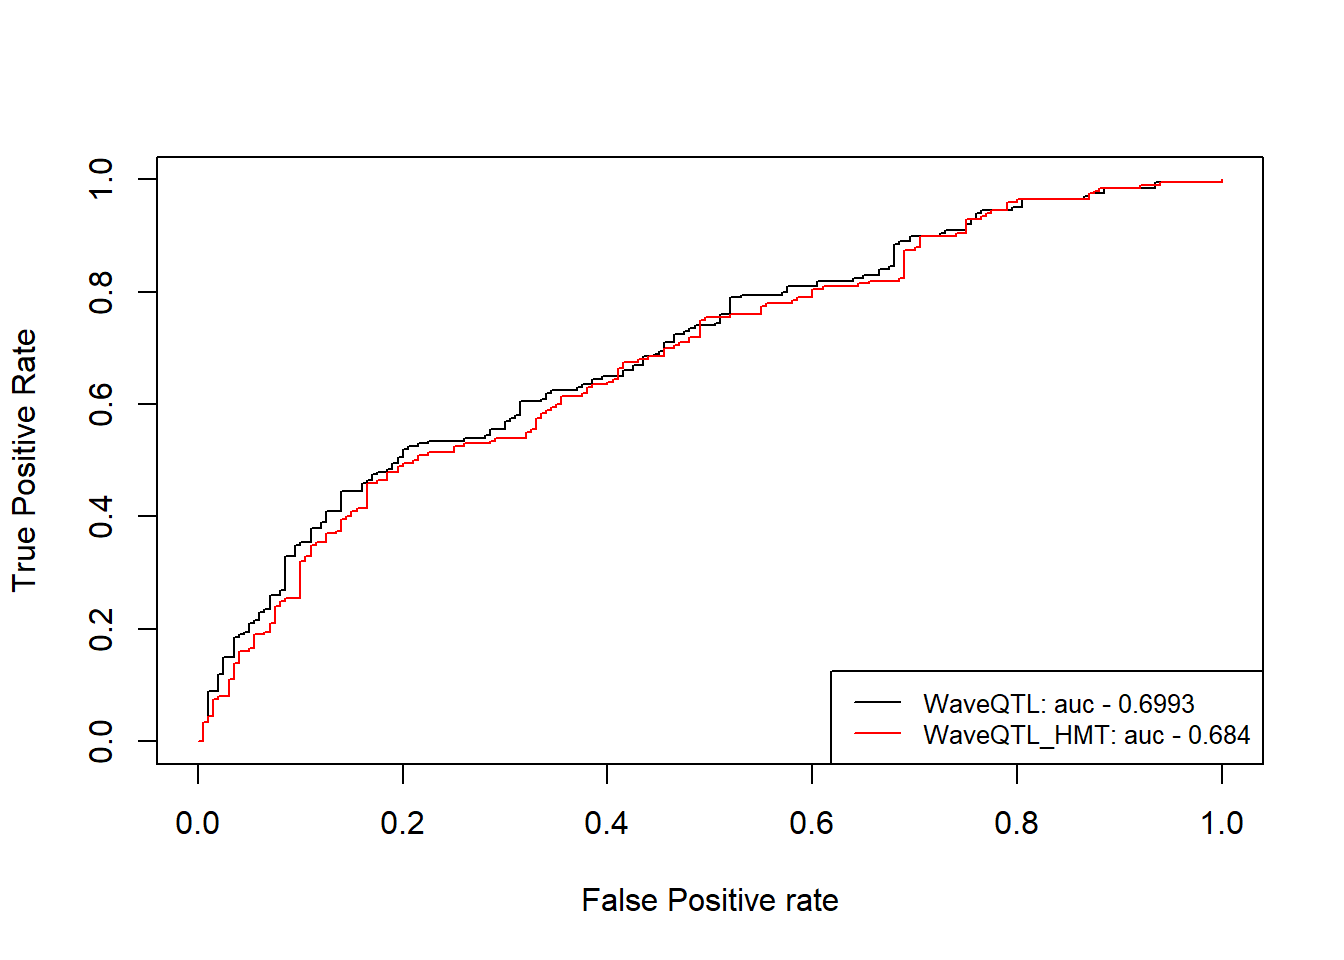 True Positive Rate
1.0
0.8
0.6
0.4
0.2
0.0
WaveQTL: auc - 0.6993
WaveQTL_HMT: auc - 0.684
0.0 0.2 0.4 0.6 0.8 1.0
False Positive rate